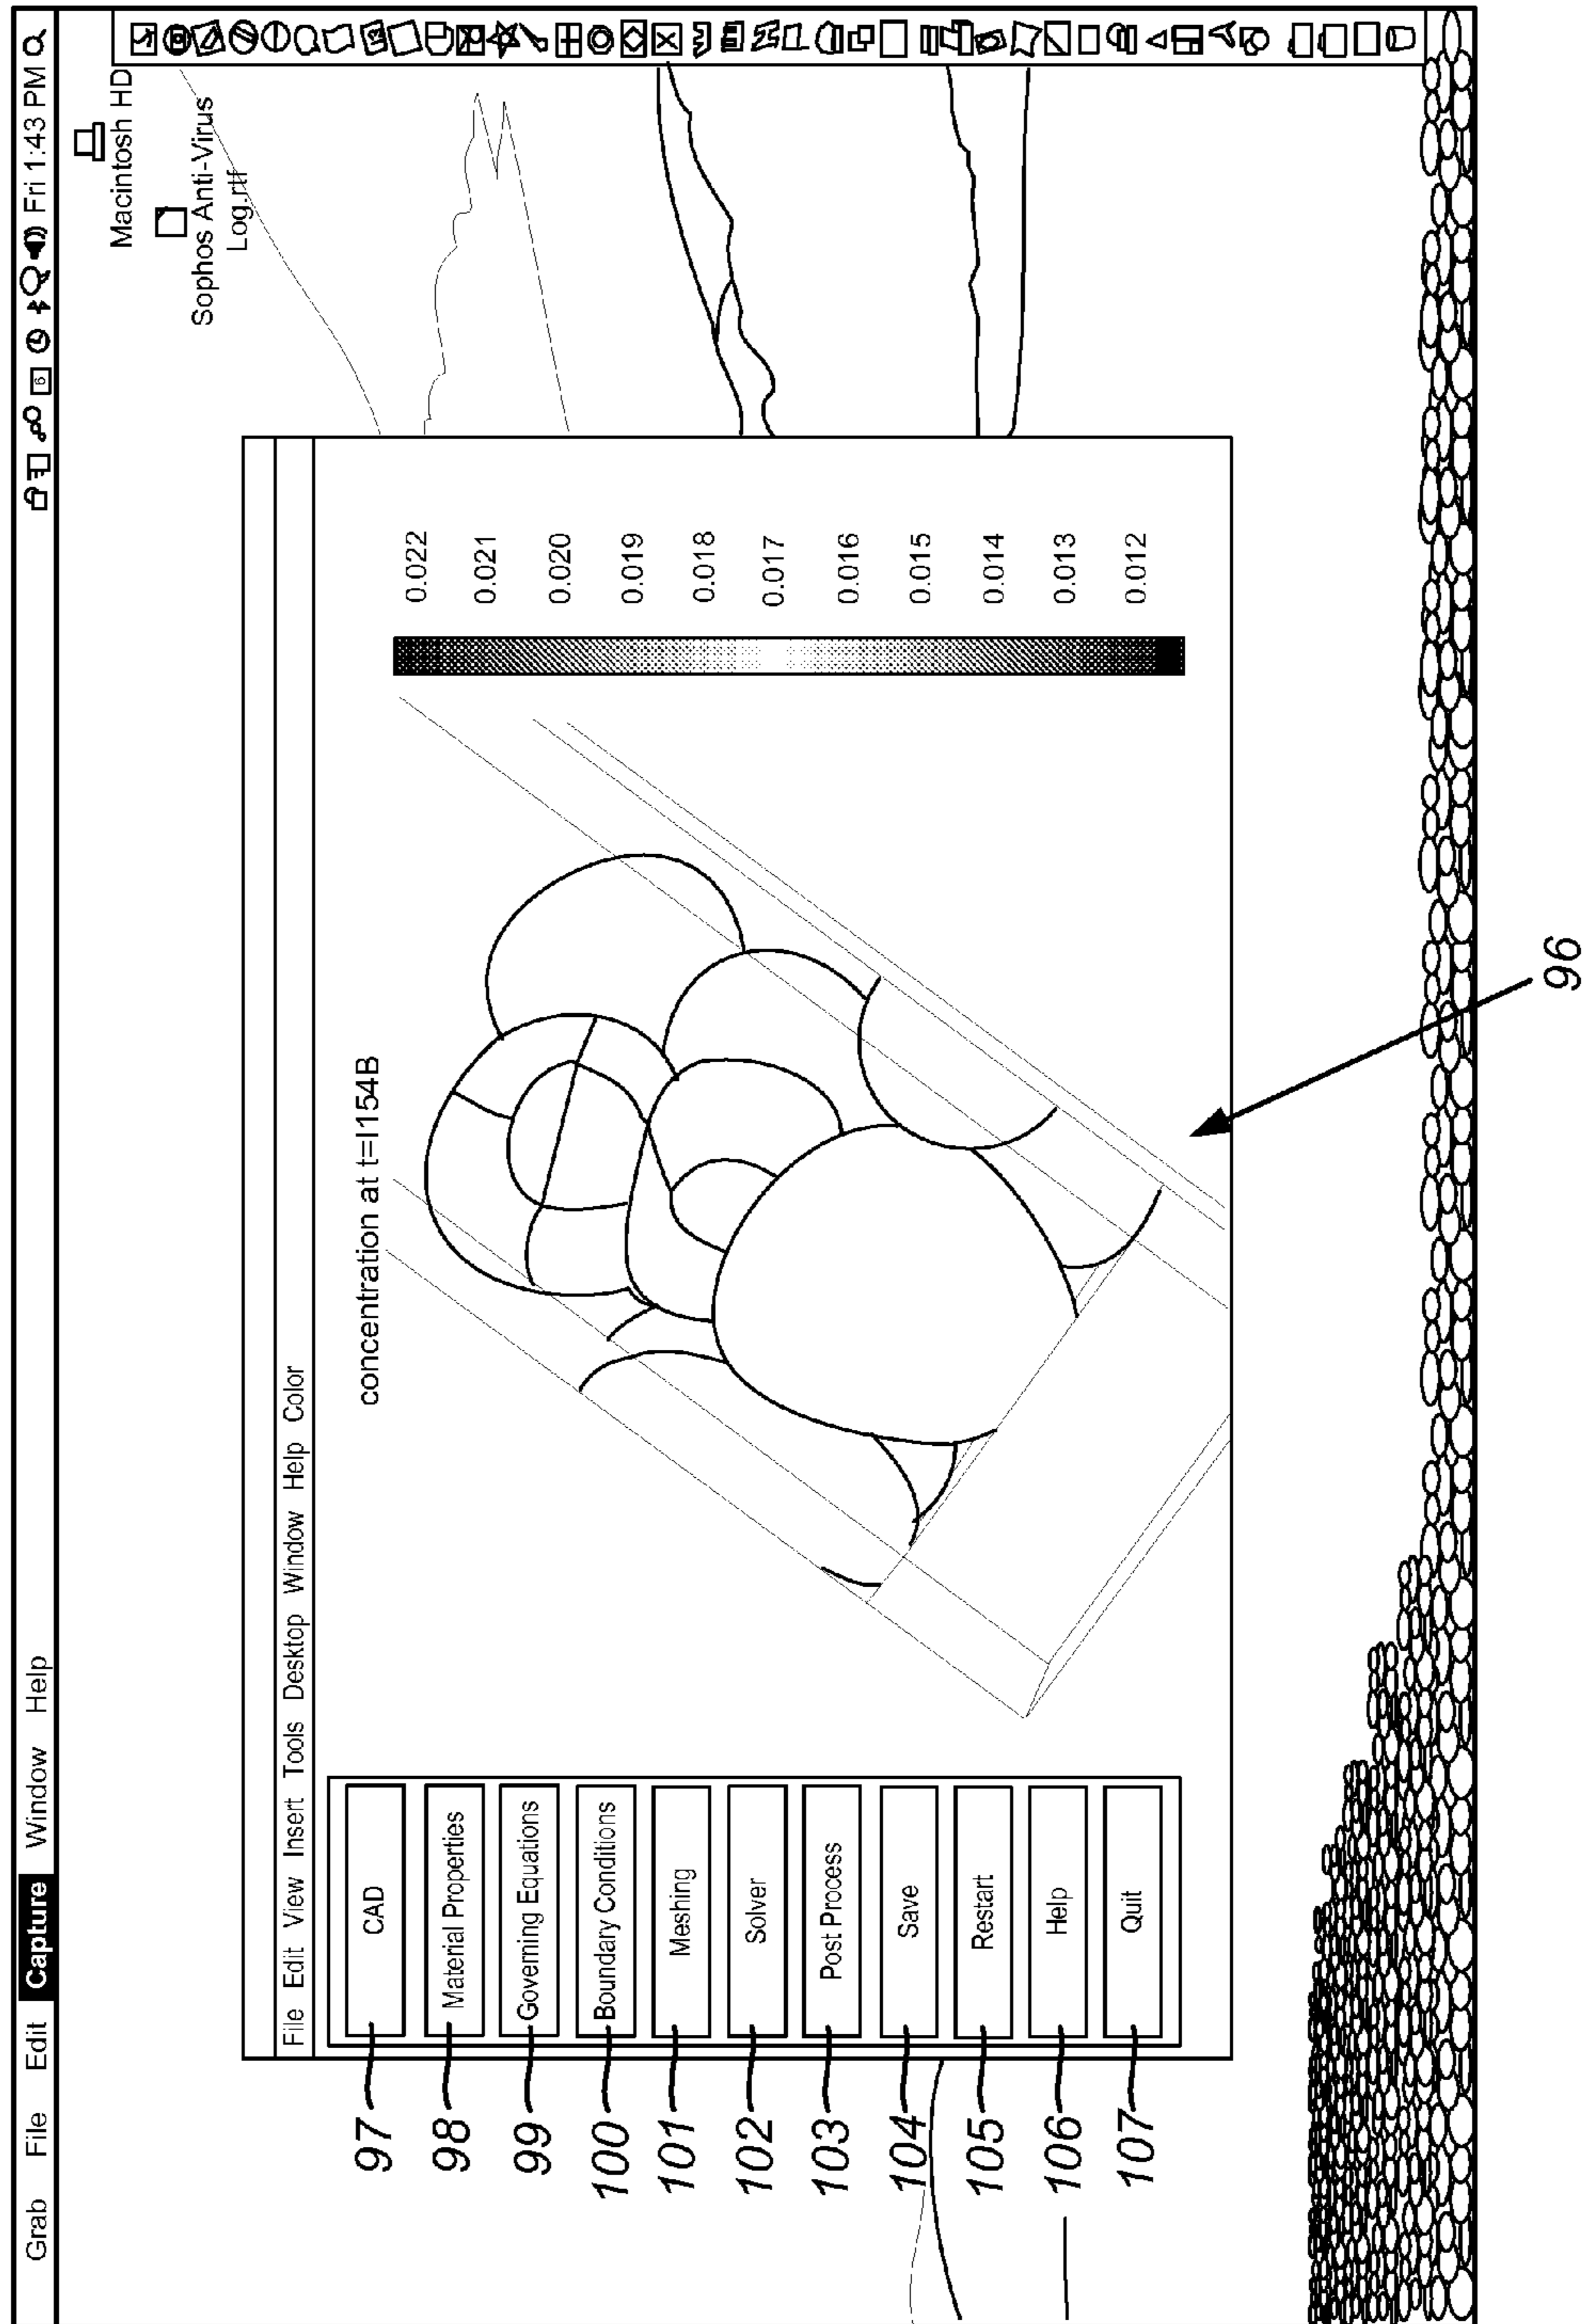 Grab File Edit Capture Window Help Fri 1:43 PM
6
Macintosh HD
Sophos Anti-Virus
Log.rtf
File Edit View Insert Tools Desktop Window Help Color
concentration at t=I154B
97 CAD
98 Material Properties
99 Governing Equations
100 Boundary Conditions
101 Meshing
102 Solver
103 Post Process
104 Save
105 Restart
106 Help
107 Quit
0.022
0.021
0.020
0.019
0.018
0.017
0.016
0.015
0.014
0.013
0.012
96